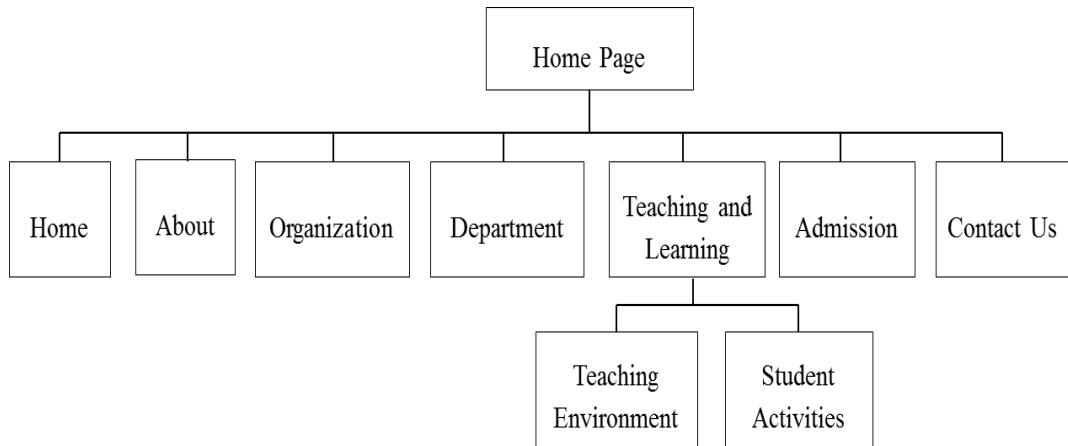 Home Page
Home
About
Organization
Department
Teaching and
Learning
Admission
Contact Us
Teaching
Environment
Student
Activities